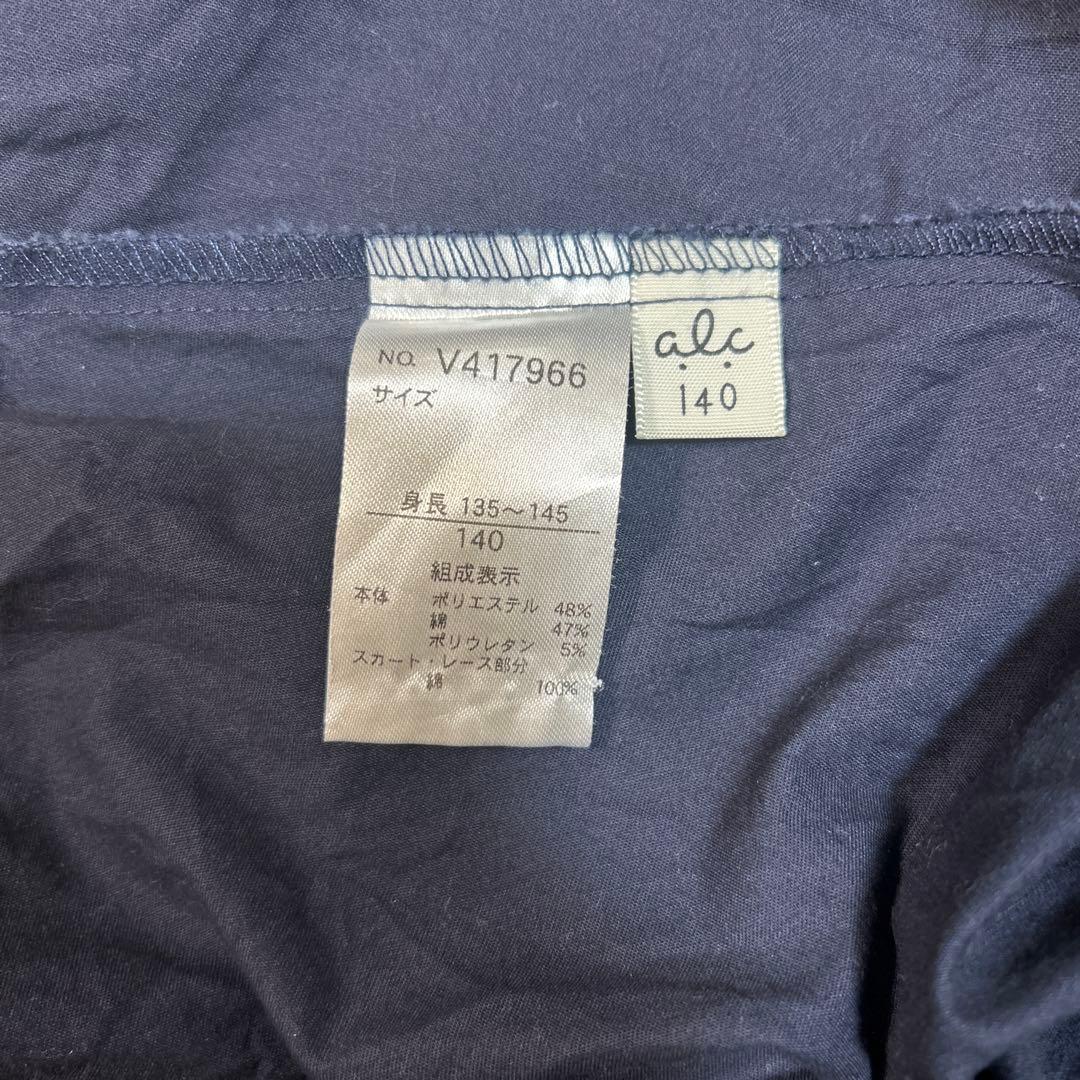 NO. V417966
サイズ
身長 135〜145
140
組成表示
本体 ポリエステル 48%
綿 47%
ポリウレタン 5%
スカート・レース部分
綿 100%
a.l.c
140